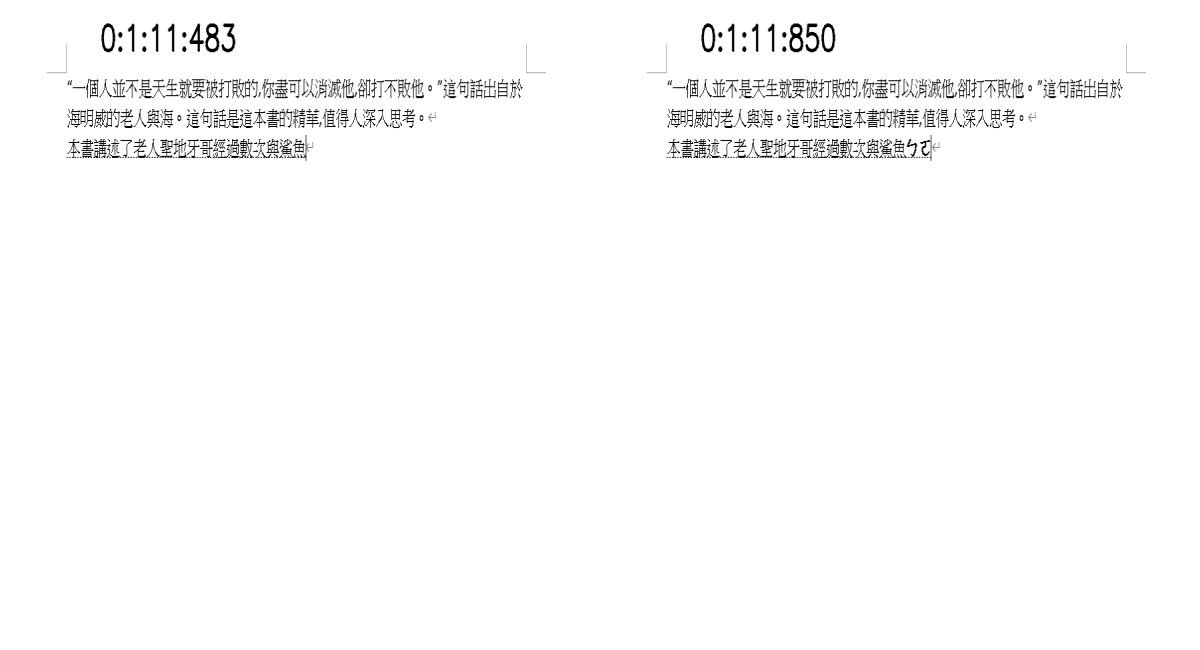 0:1:11:483
“一個人並不是天生就要被打敗的,你盡可以消滅他,卻打不敗他。”這句話出自於
海明威的老人與海。這句話是這本書的精華,值得人深入思考。
本書講述了老人聖地牙哥經過數次與鯊魚
0:1:11:850
“一個人並不是天生就要被打敗的,你盡可以消滅他,卻打不敗他。”這句話出自於
海明威的老人與海。這句話是這本書的精華,值得人深入思考。
本書講述了老人聖地牙哥經過數次與鯊魚ㄅㄛ